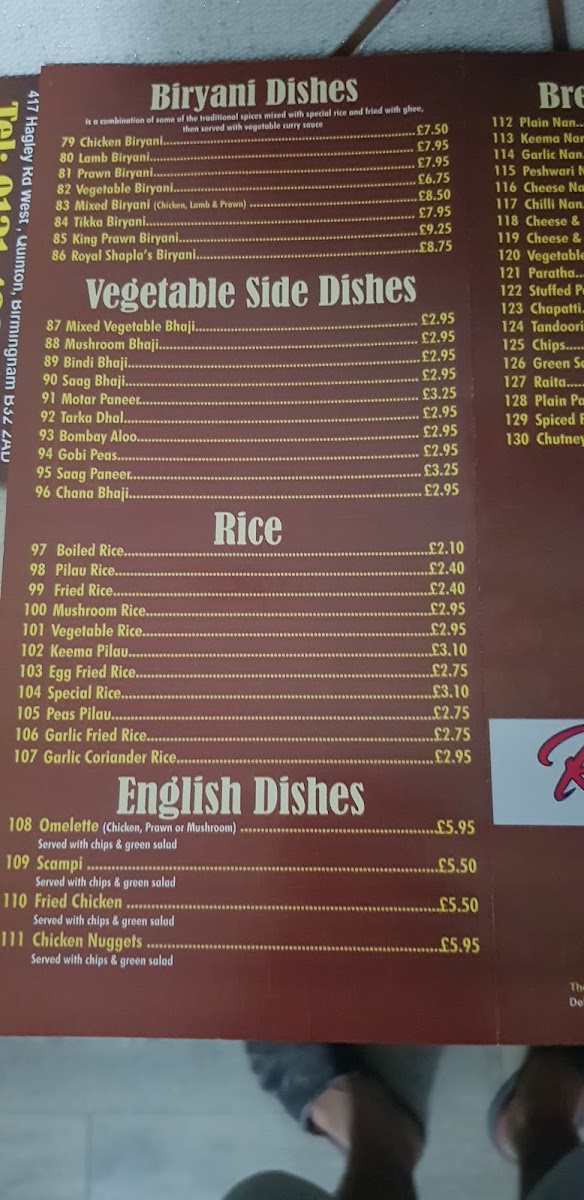 417 Hagley Rd West, Quinton, Birmingham B32 2AD
Tel: 0121
Biryani Dishes
is a combination of some of the traditional spices mixed with special rice and fried with ghee,
then served with vegetable curry sauce
79 Chicken Biryani £7.50
80 Lamb Biryani £7.95
81 Prawn Biryani £7.95
82 Vegetable Biryani £6.75
83 Mixed Biryani (Chicken, Lamb & Prawn) £8.50
84 Tikka Biryani £7.95
85 King Prawn Biryani £9.25
86 Royal Shapla's Biryani £8.75
Vegetable Side Dishes
87 Mixed Vegetable Bhaji £2.95
88 Mushroom Bhaji £2.95
89 Bindi Bhaji £2.95
90 Saag Bhaji £2.95
91 Motar Paneer £3.25
92 Tarka Dhal £2.95
93 Bombay Aloo £2.95
94 Gobi Peas £2.95
95 Saag Paneer £3.25
96 Chana Bhaji £2.95
Rice
97 Boiled Rice £2.10
98 Pilau Rice £2.40
99 Fried Rice £2.40
100 Mushroom Rice £2.95
101 Vegetable Rice £2.95
102 Keema Pilau £3.10
103 Egg Fried Rice £2.75
104 Special Rice £3.10
105 Peas Pilau £2.75
106 Garlic Fried Rice £2.75
107 Garlic Coriander Rice £2.95
English Dishes
108 Omelette (Chicken, Prawn or Mushroom) £5.95
Served with chips & green salad
109 Scampi £5.50
Served with chips & green salad
110 Fried Chicken £5.50
Served with chips & green salad
111 Chicken Nuggets £5.95
Served with chips & green salad
Bre
112 Plain Nan
113 Keema Nan
114 Garlic Nan
115 Peshwari N
116 Cheese Na
117 Chilli Nan
118 Cheese &
119 Cheese &
120 Vegetable
121 Paratha
122 Stuffed P
123 Chapatti
124 Tandoor
125 Chips
126 Green Sa
127 Raita
128 Plain Pa
129 Spiced P
130 Chutney
Th
De